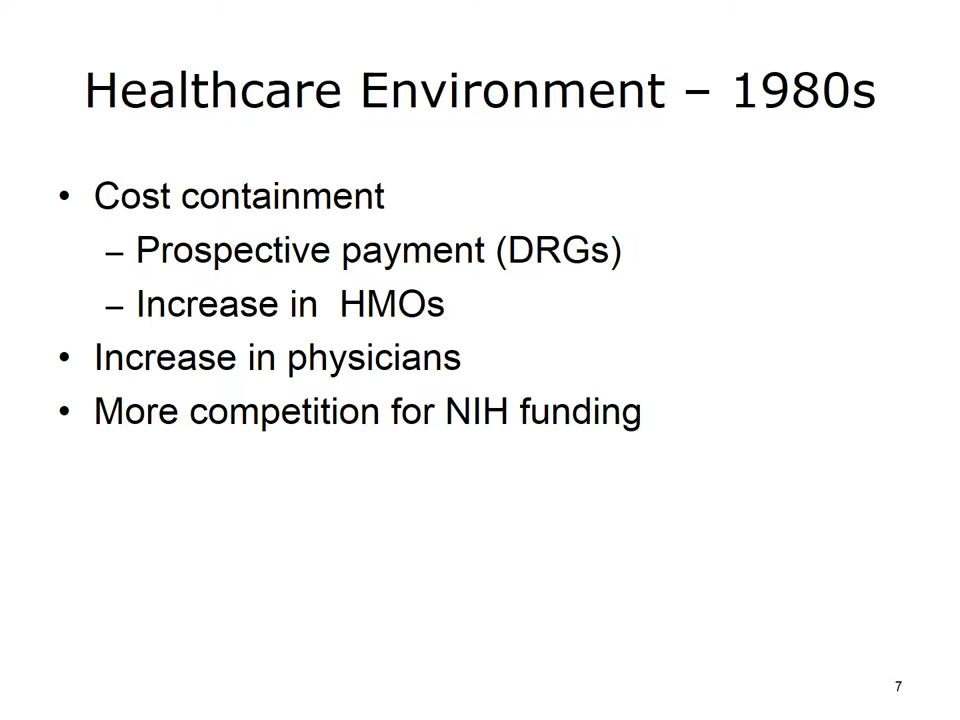 Healthcare Environment – 1980s
• Cost containment
– Prospective payment (DRGs)
– Increase in  HMOs
• Increase in physicians
• More competition for NIH funding
7